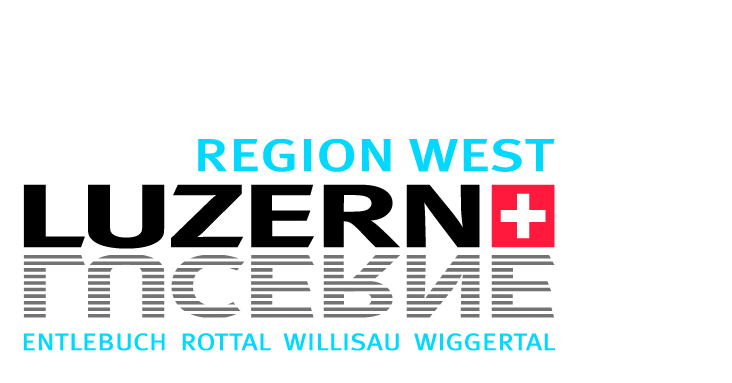 REGION WEST
LUZERN
LUCERNE
ENTLEBUCH ROTTAL WILLISAU WIGGERTAL